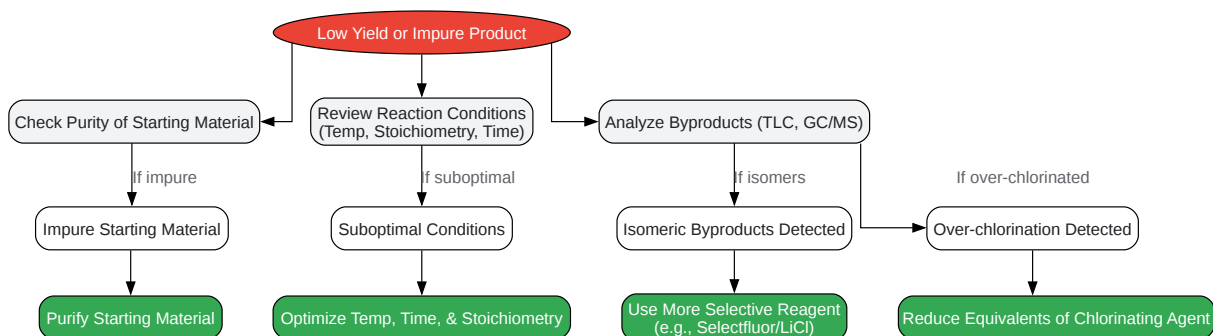 Low Yield or Impure Product
Check Purity of Starting Material
Review Reaction Conditions
(Temp, Stoichiometry, Time)
Analyze Byproducts (TLC, GC/MS)
If impure
If suboptimal
If isomers
If over-chlorinated
Impure Starting Material
Suboptimal Conditions
Isomeric Byproducts Detected
Over-chlorination Detected
Purify Starting Material
Optimize Temp, Time, & Stoichiometry
Use More Selective Reagent
(e.g., Selectfluor/LiCl)
Reduce Equivalents of Chlorinating Agent